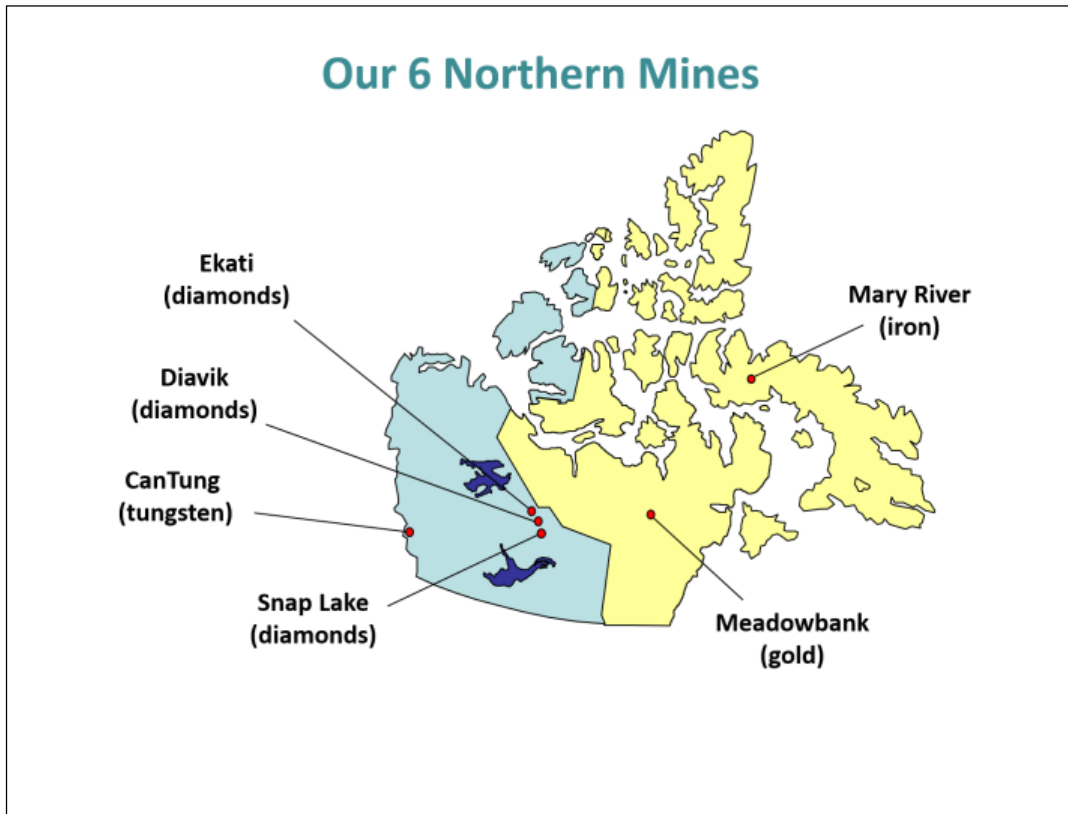 Our 6 Northern Mines
Ekati
(diamonds)
Mary River
(iron)
Diavik
(diamonds)
CanTung
(tungsten)
Snap Lake
(diamonds)
Meadowbank
(gold)